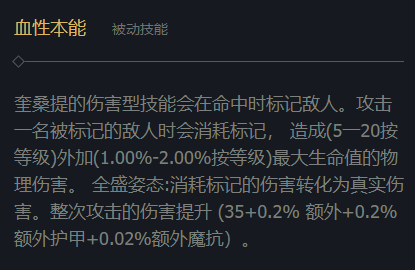 血性本能 被动技能
奎桑提的伤害型技能会在命中时标记敌人。攻击
一名被标记的敌人时会消耗标记， 造成(5—20按
等级)外加(1.00%-2.00%按等级)最大生命值的物
理伤害。 全盛姿态:消耗标记的伤害转化为真实伤
害。整次攻击的伤害提升 (35+0.2% 额外+0.2%
额外护甲+0.02%额外魔抗）。